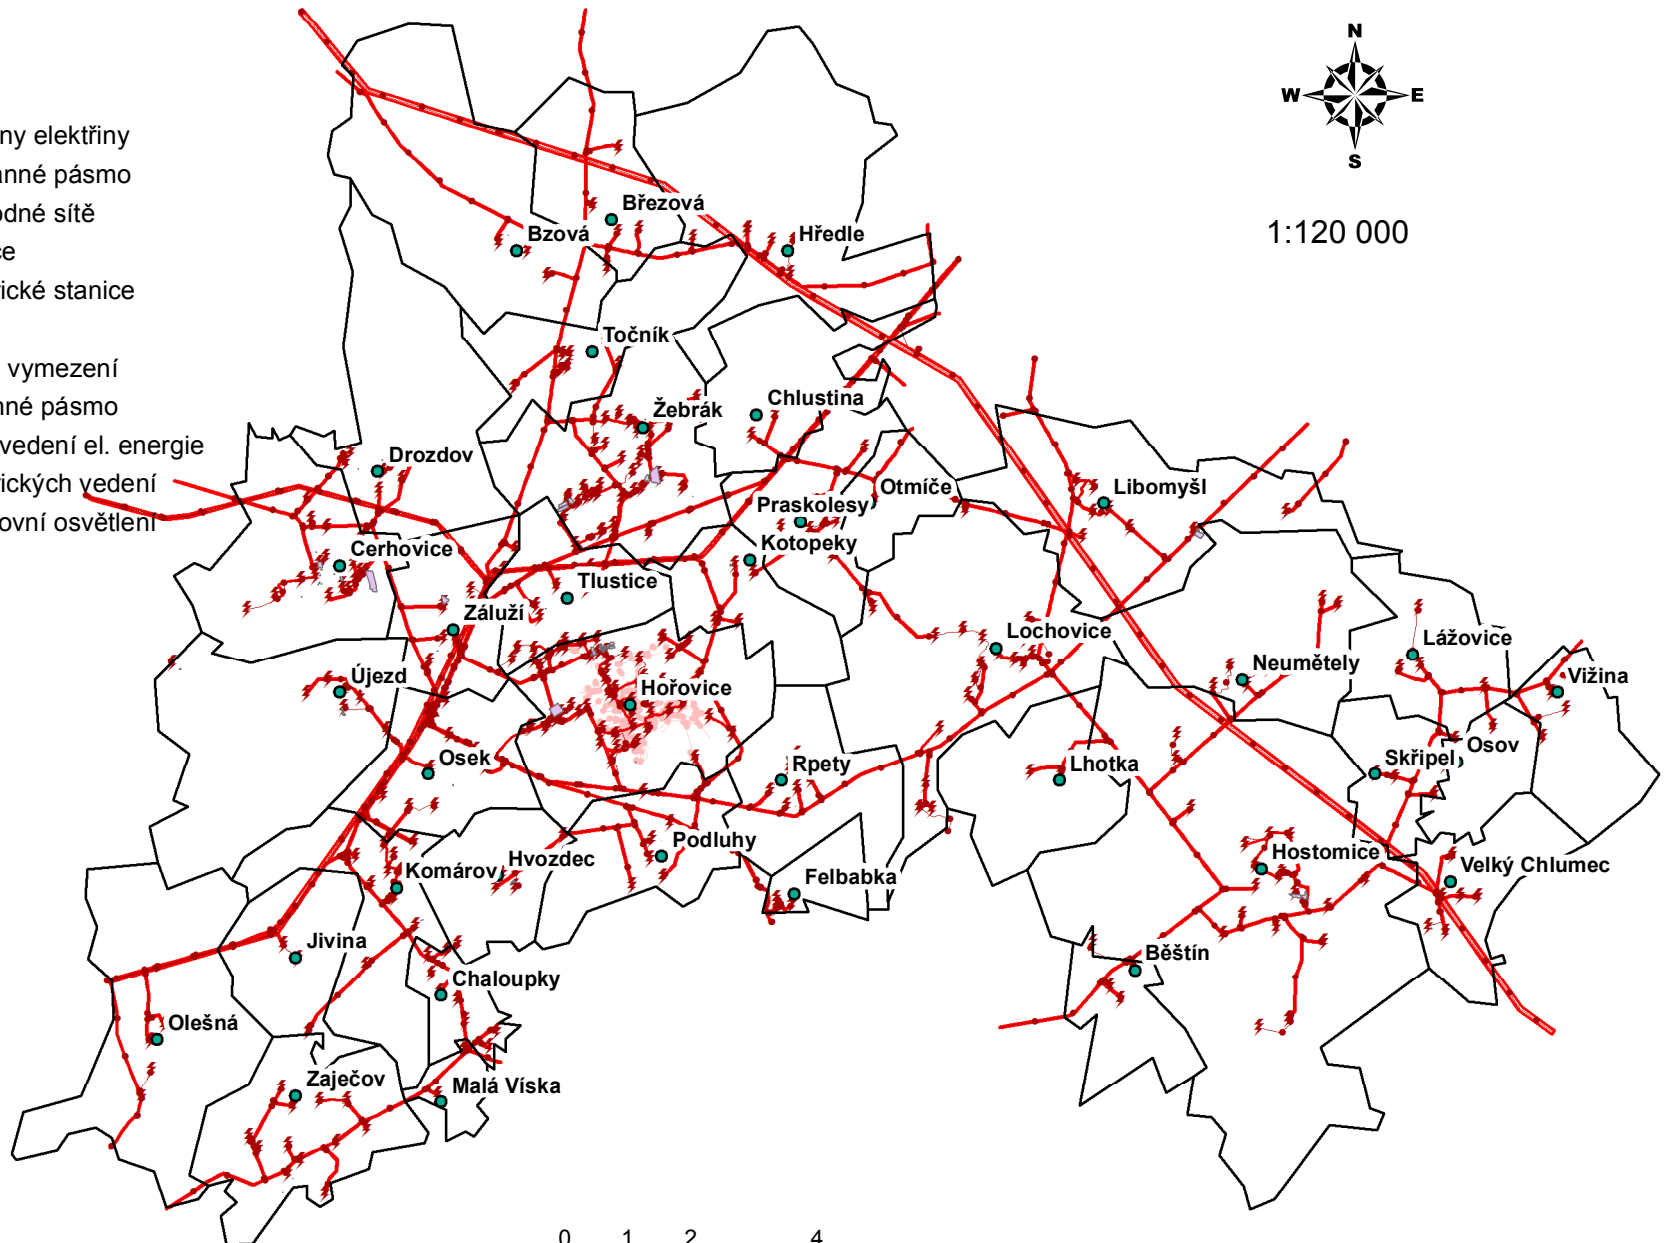 N
W E
S
1:120 000
ny elektřiny
anné pásmo
odné sítě
ce
rické stanice
vymezení
nné pásmo
vedení el. energie
rických vedení
ovní osvětlení
Březová
Bzová
Hředle
Točník
Žebrák
Chlustina
Drozdov
Otmíče
Libomyšl
Praskolesy
Kotopeky
Cerhovice
Tlustice
Záluží
Lochovice
Lážovice
Neumětely
Vižina
Újezd
Hořovice
Osek
Rpety
Lhotka
Skřipel
Osov
Podluhy
Komárov
Hvozdec
Felbabka
Hostomice
Velký Chlumec
Jivina
Běštín
Chaloupky
Olešná
Zaječov
Malá Víska
0 1 2 4